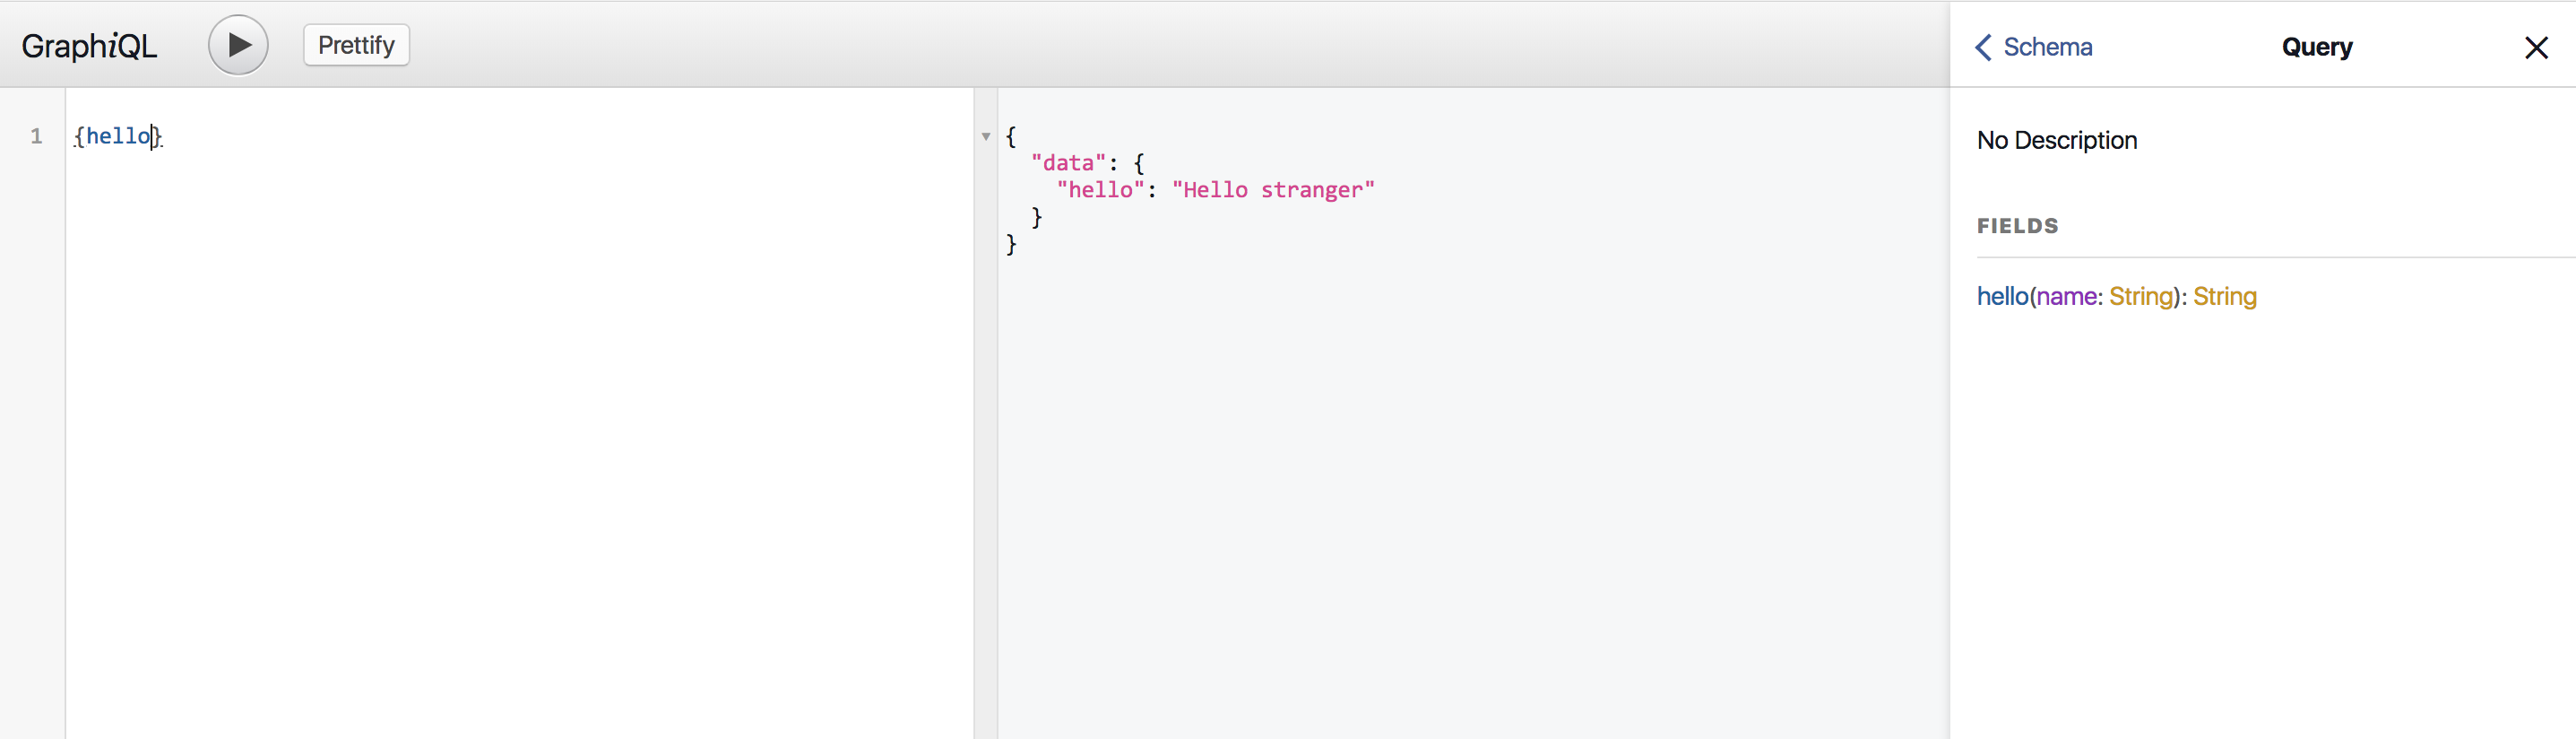 GraphiQL
Prettify
Schema
Query
1 {hello}
{
"data": {
"hello": "Hello stranger"
}
}
No Description
FIELDS
hello(name: String): String